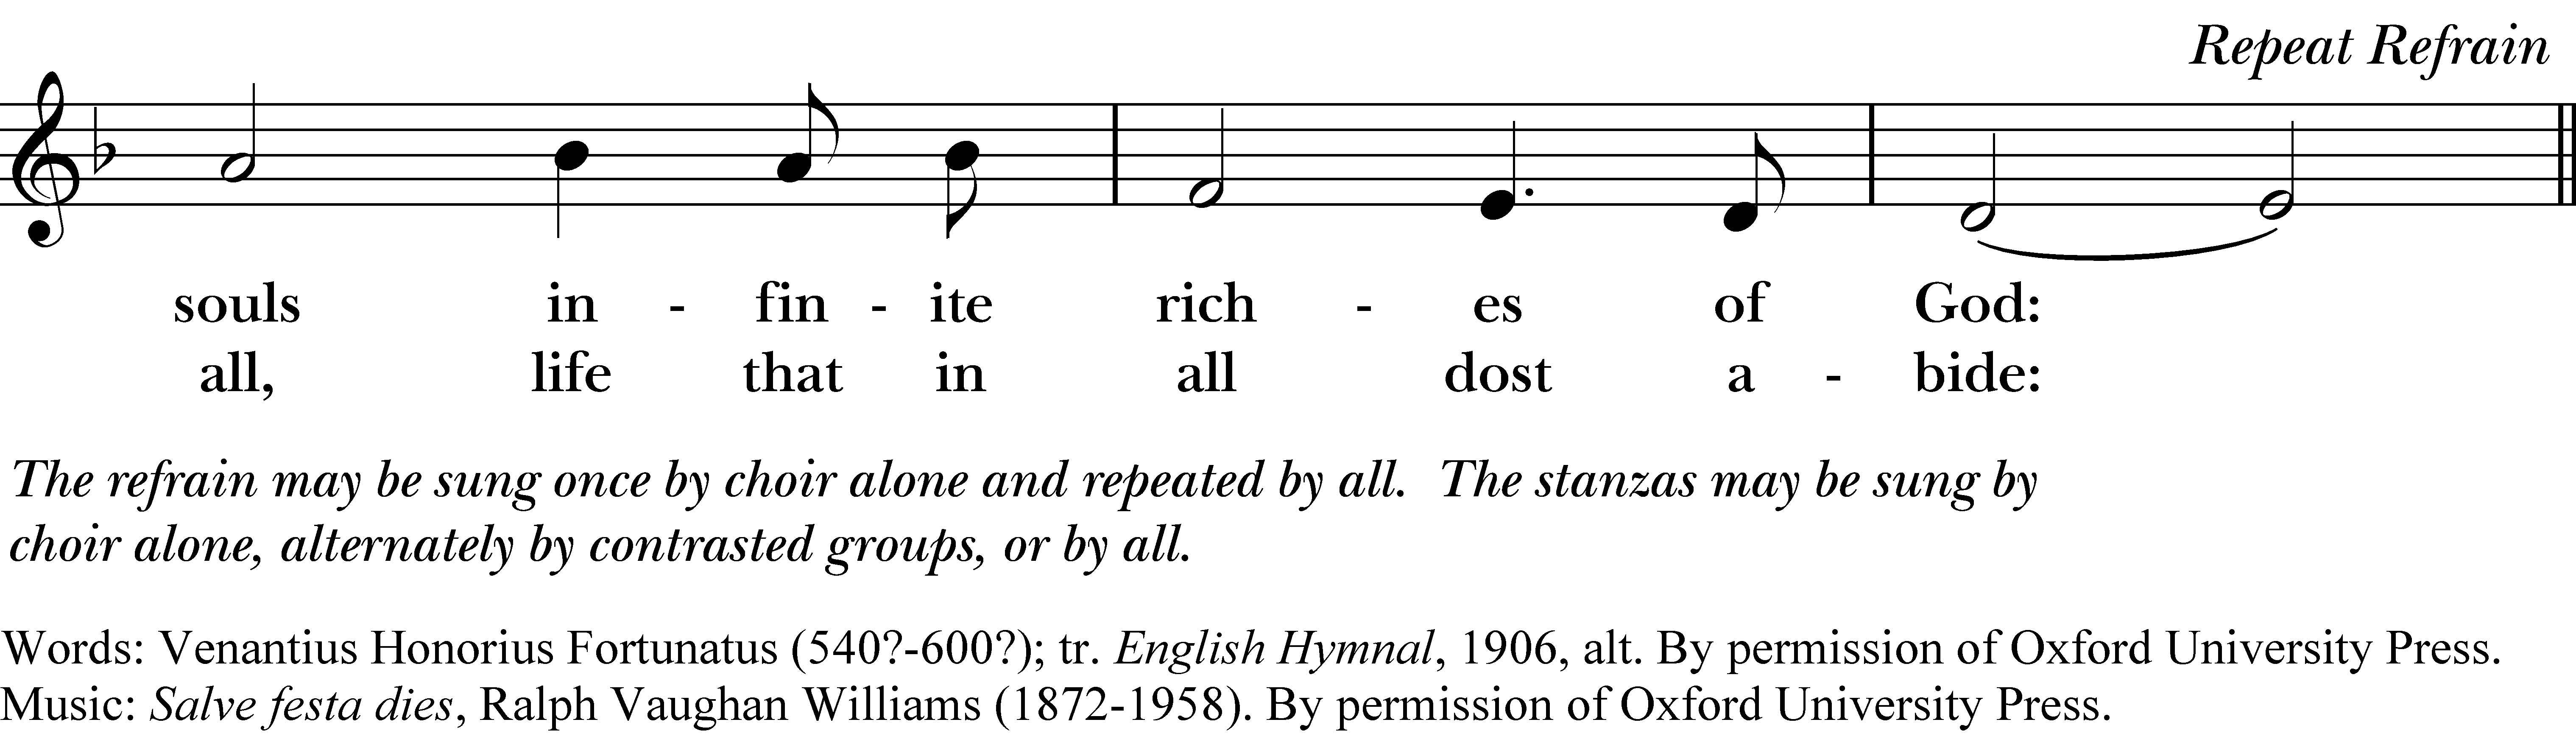 Repeat Refrain
souls in - fin - ite rich - es of God:
all, life that in all dost a - bide:
The refrain may be sung once by choir alone and repeated by all. The stanzas may be sung by
choir alone, alternately by contrasted groups, or by all.
Words: Venantius Honorius Fortunatus (540?-600?); tr. English Hymnal, 1906, alt. By permission of Oxford University Press.
Music: Salve festa dies, Ralph Vaughan Williams (1872-1958). By permission of Oxford University Press.